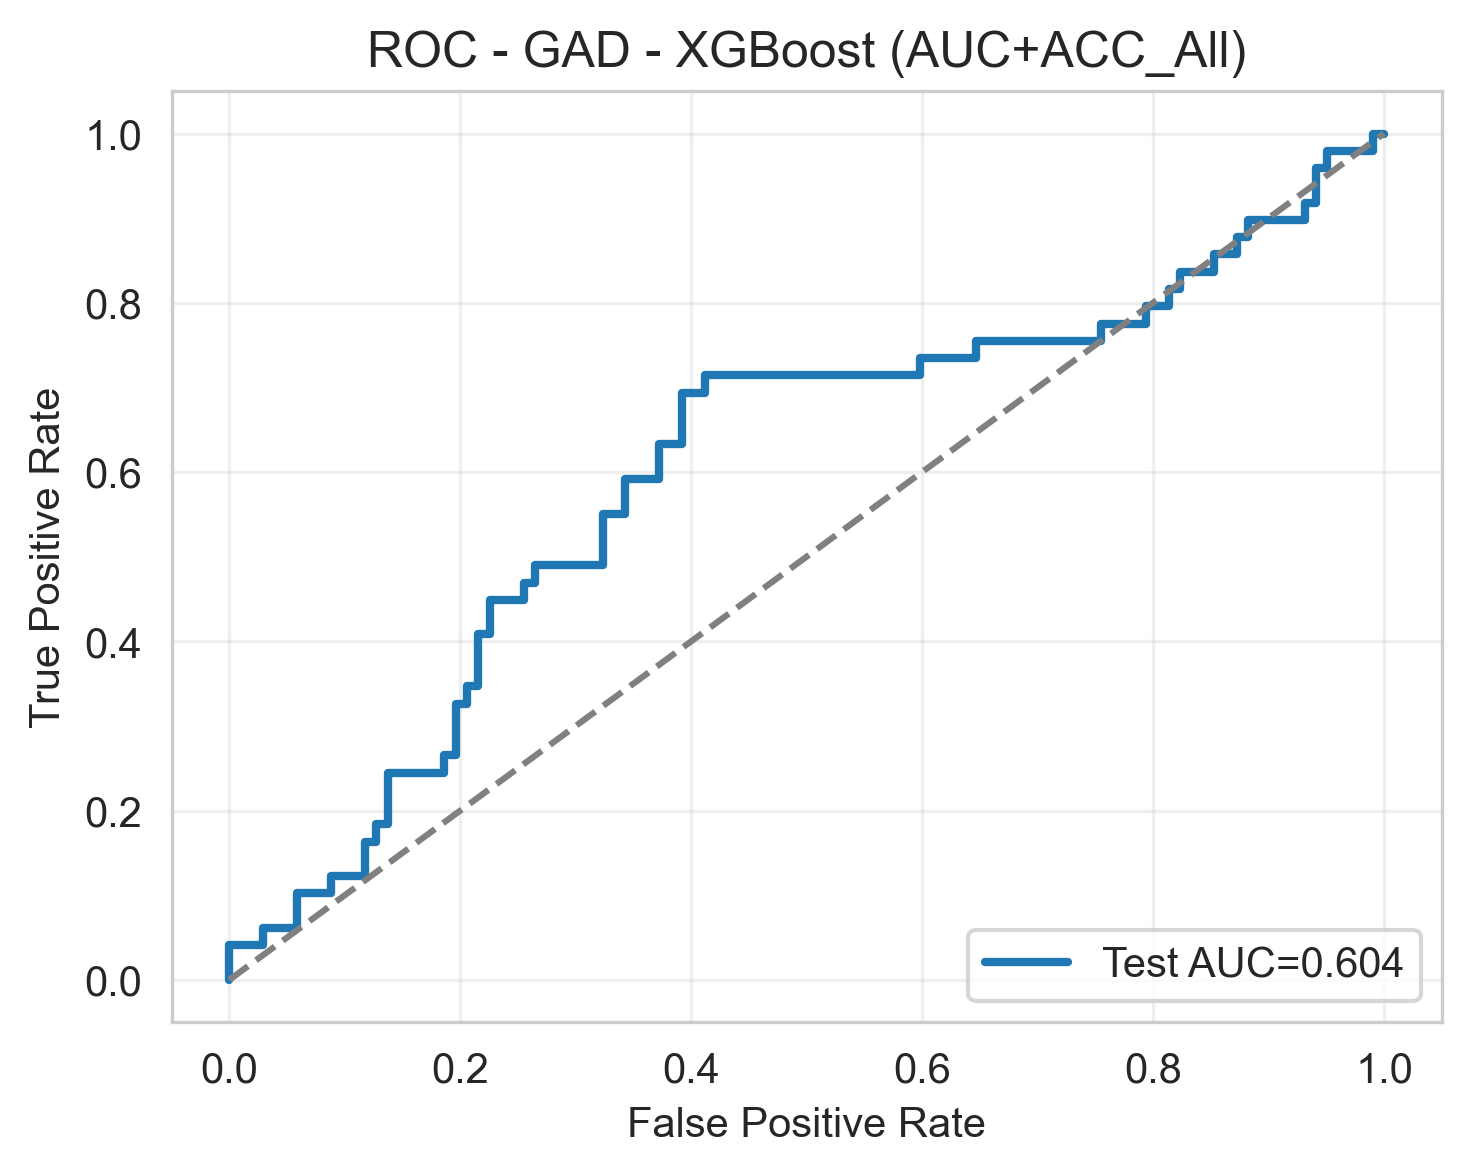 ROC - GAD - XGBoost (AUC+ACC_All)
True Positive Rate
1.0
0.8
0.6
0.4
0.2
0.0
Test AUC=0.604
0.0 0.2 0.4 0.6 0.8 1.0
False Positive Rate